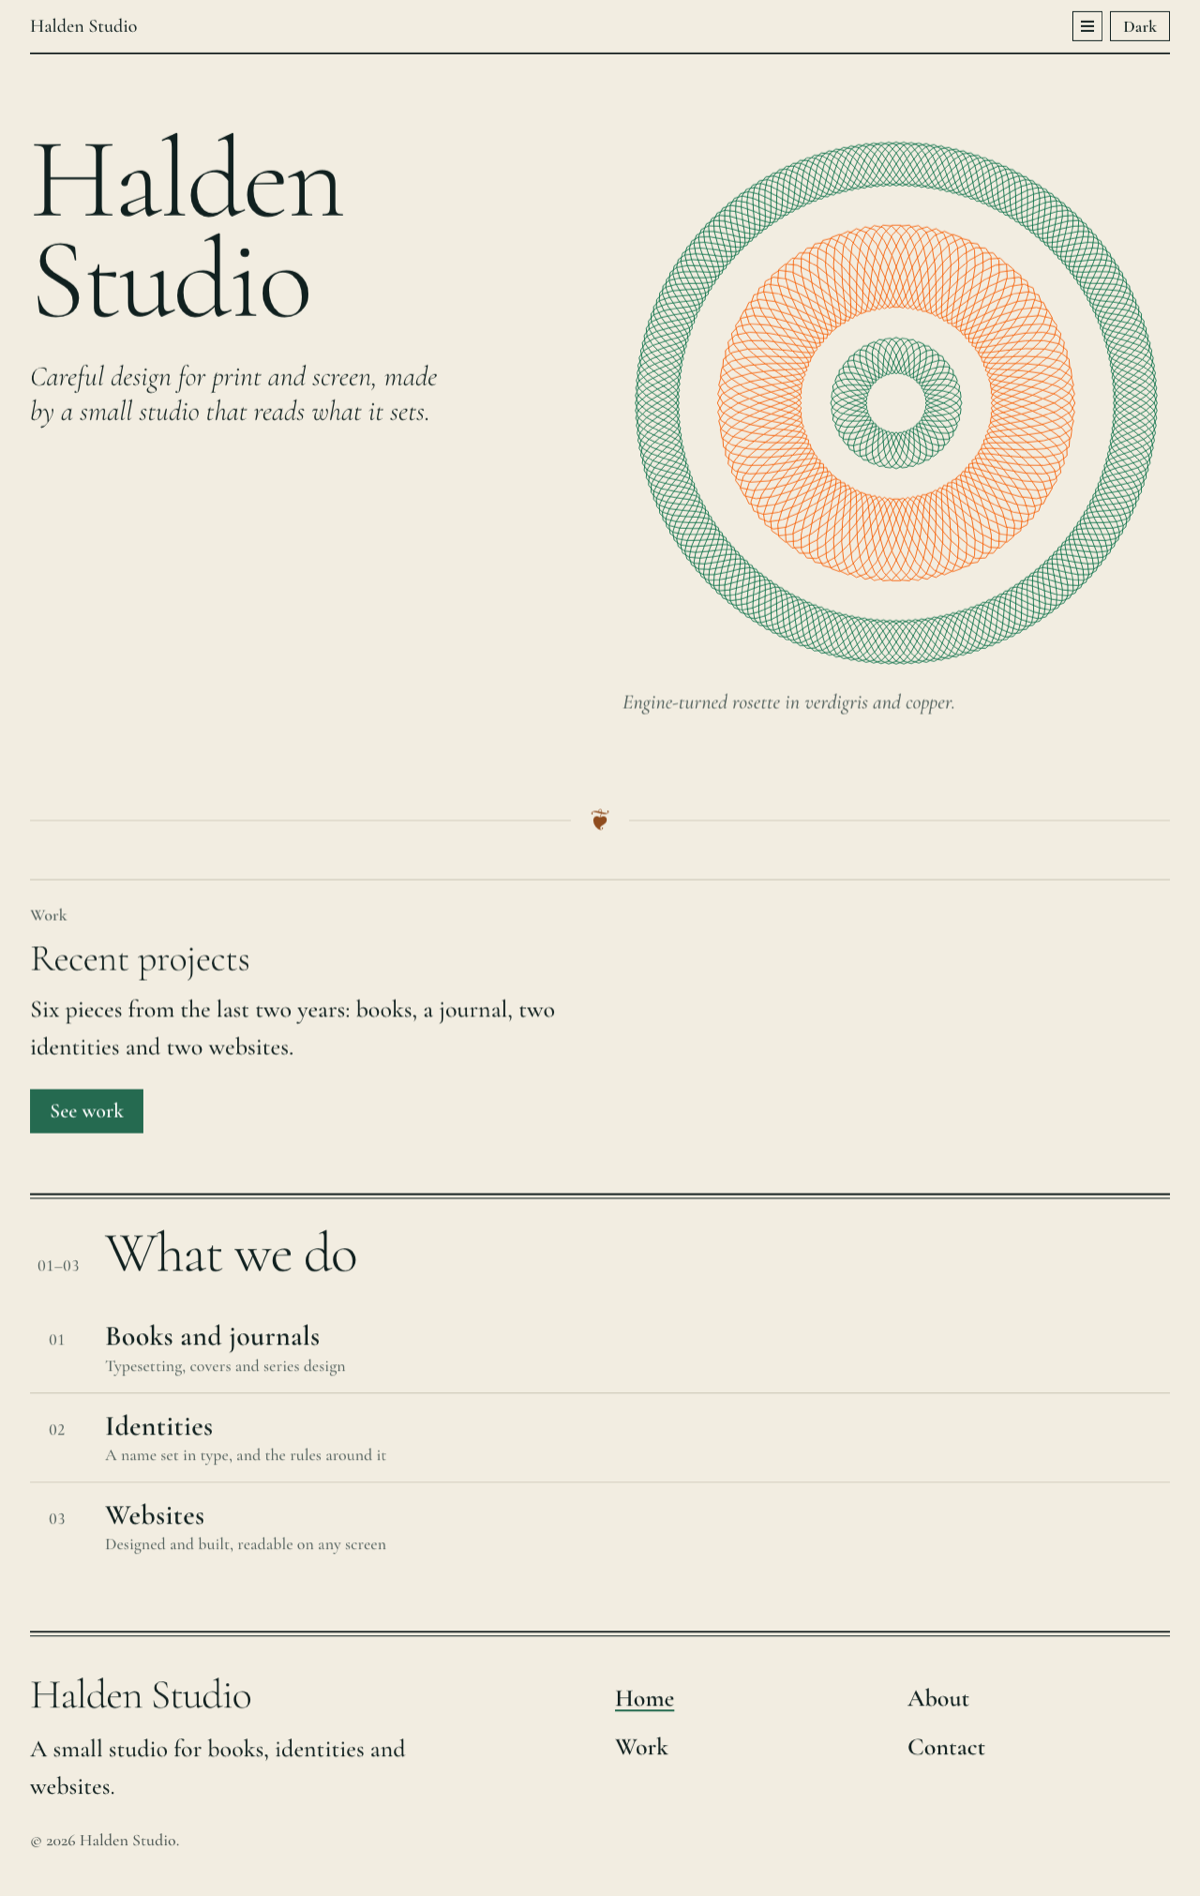 Halden Studio
Dark
Halden
Studio
Careful design for print and screen, made
by a small studio that reads what it sets.
Engine-turned rosette in verdigris and copper.
❦
Work
Recent projects
Six pieces from the last two years: books, a journal, two
identities and two websites.
See work
01–03 What we do
01 Books and journals
Typesetting, covers and series design
02 Identities
A name set in type, and the rules around it
03 Websites
Designed and built, readable on any screen
Halden Studio
A small studio for books, identities and
websites.
© 2026 Halden Studio.
Home
Work
About
Contact